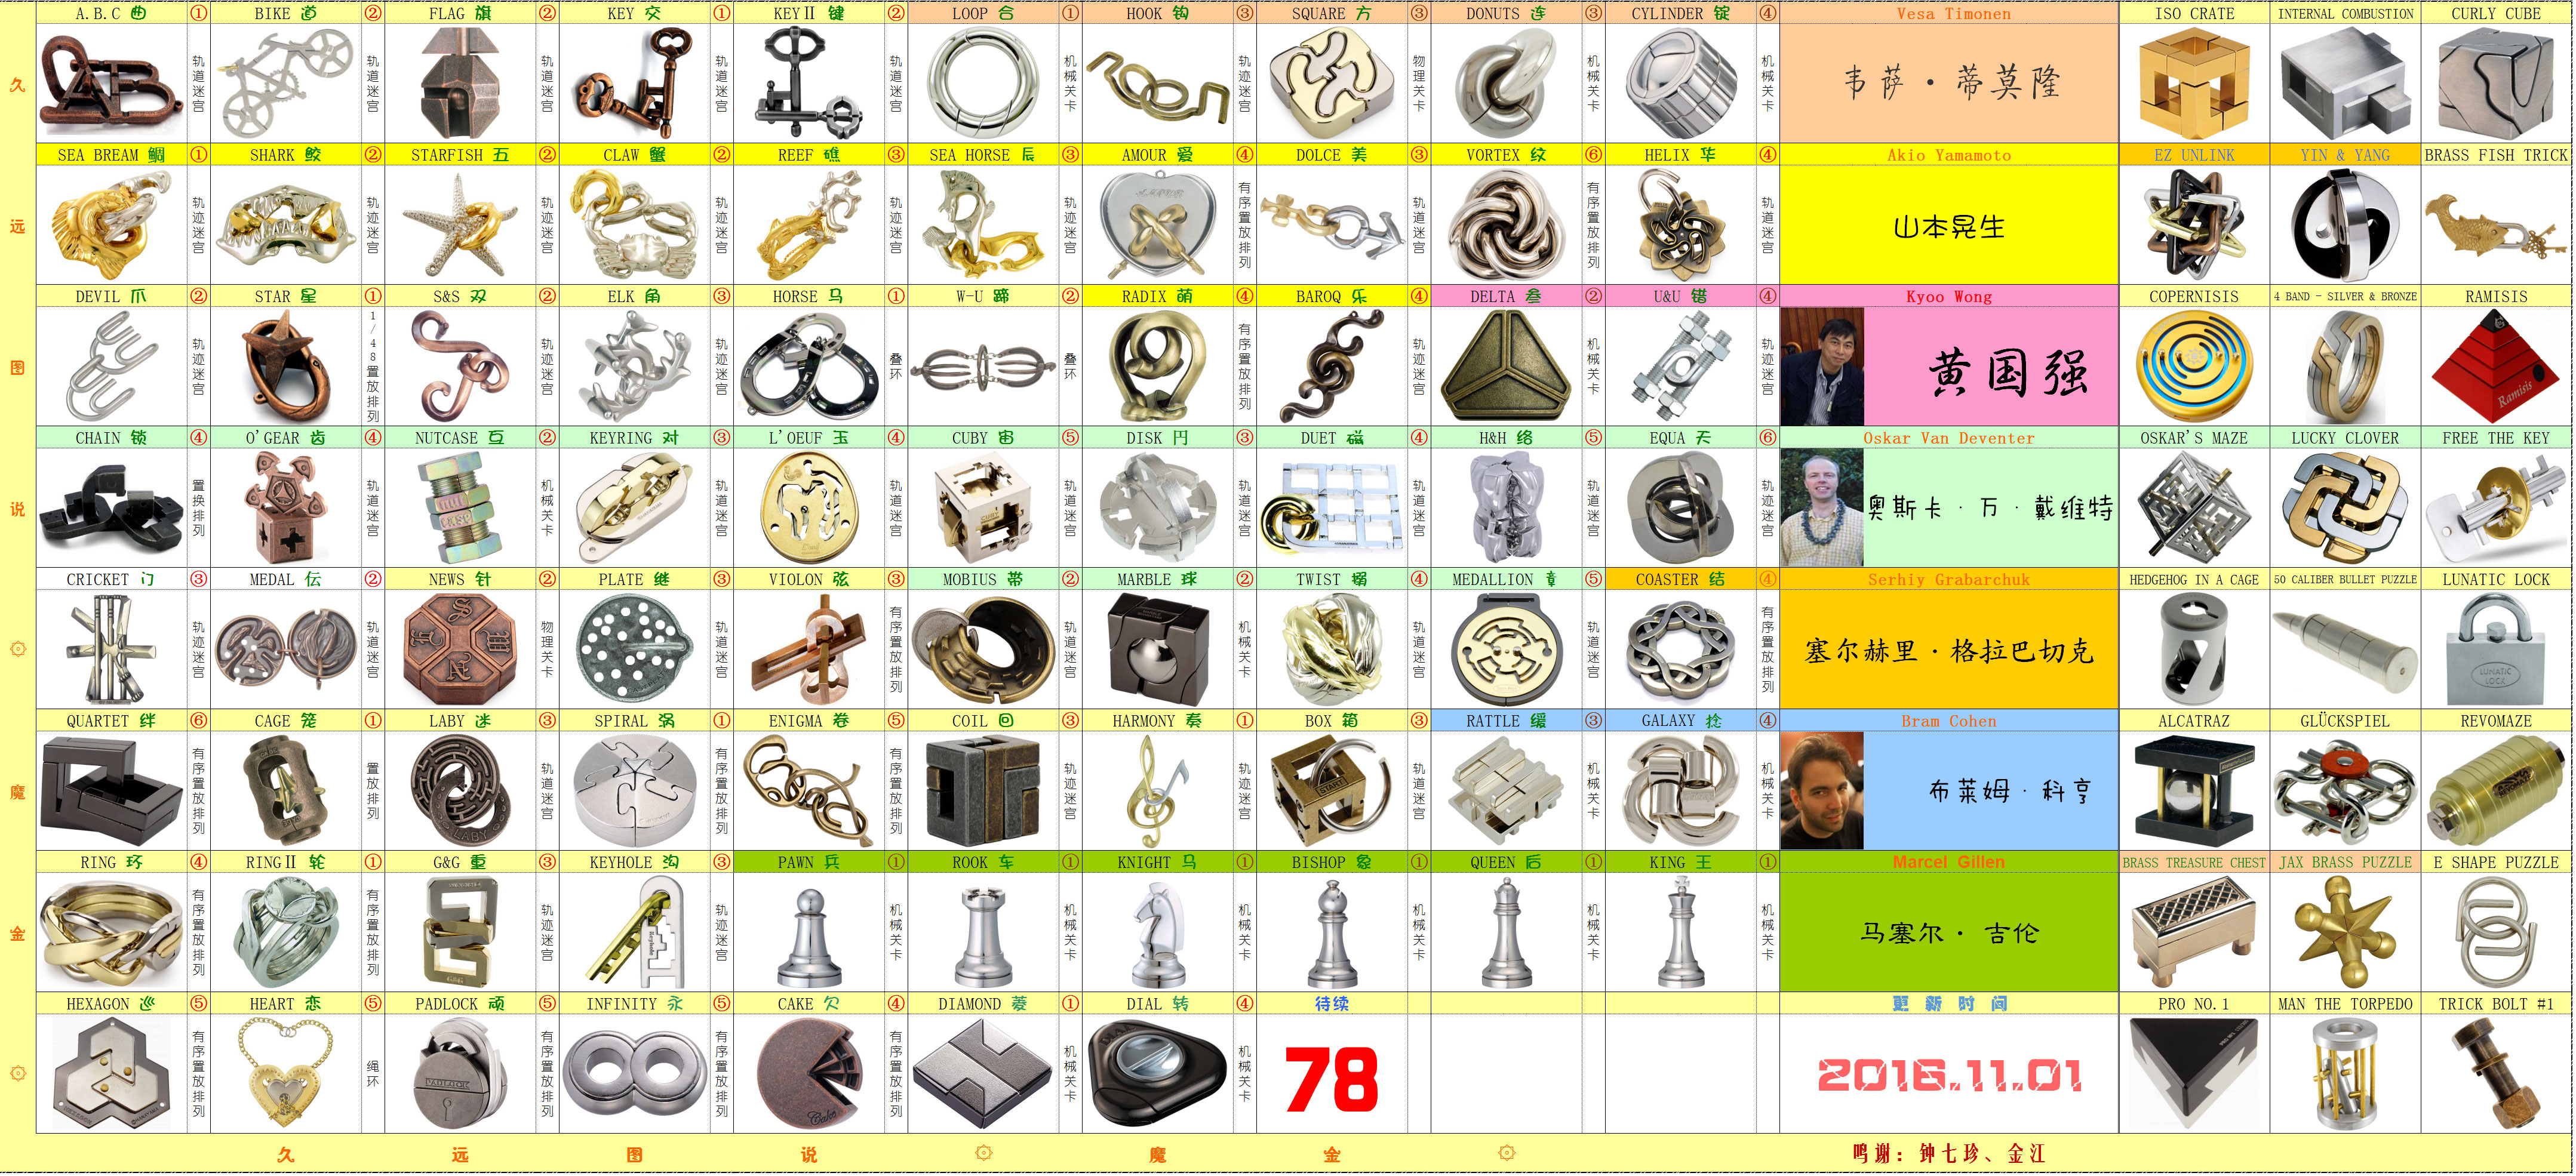 A.B.C 曲 ① BIKE 道 ② FLAG 旗 ② KEY 交 ① KEYⅡ 键 ② LOOP 合 ① HOOK 钩 ③ SQUARE 方 ③ DONUTS 连 ③ CYLINDER 锭 ④ Vesa Timonen ISO CRATE INTERNAL COMBUSTION CURLY CUBE
久 轨道迷宫 轨道迷宫 轨道迷宫 轨道迷宫 轨道迷宫 机械关卡 轨迹迷宫 物理关卡 机械关卡 机械关卡 韦萨·蒂莫隆
SEA BREAM 鲷 ① SHARK 鲛 ② STARFISH 五 ② CLAW 蟹 ② REEF 礁 ③ SEA HORSE 辰 ③ AMOUR 爱 ④ DOLCE 美 ③ VORTEX 纹 ⑥ HELIX 华 ④ Akio Yamamoto EZ UNLINK YIN & YANG BRASS FISH TRICK
远 轨迹迷宫 轨迹迷宫 轨迹迷宫 轨迹迷宫 轨迹迷宫 轨迹迷宫 有序置放排列 轨道迷宫 有序置放排列 轨道迷宫 山本晃生
DEVIL 爪 ② STAR 星 ① S&S 双 ② ELK 角 ③ HORSE 马 ① W-U 蹄 ② RADIX 萌 ④ BAROQ 乐 ④ DELTA 叁 ② U&U 错 ④ Kyoo Wong COPERNISIS 4 BAND - SILVER & BRONZE RAMISIS
图 轨迹迷宫 1/48置放排列 轨迹迷宫 轨迹迷宫 叠环 叠环 有序置放排列 轨迹迷宫 机械关卡 轨迹迷宫 黄国强 Ramisis
CHAIN 锁 ④ O'GEAR 齿 ④ NUTCASE 互 ② KEYRING 对 ③ L'OEUF 玉 ④ CUBY 宙 ⑤ DISK 円 ③ DUET 磁 ④ H&H 络 ⑤ EQUA 天 ⑥ Oskar Van Deventer OSKAR'S MAZE LUCKY CLOVER FREE THE KEY
说 置换排列 轨道迷宫 机械关卡 轨道迷宫 轨道迷宫 轨道迷宫 轨道迷宫 轨道迷宫 轨道迷宫 轨迹迷宫 奥斯卡·万·戴维特
CRICKET 门 ③ MEDAL 伝 ② NEWS 针 ② PLATE 继 ③ VIOLON 弦 ③ MOBIUS 带 ② MARBLE 球 ② TWIST ④ MEDALLION ⑤ COASTER 结 ④ Serhiy Grabarchuk HEDGEHOG IN A CAGE 50 CALIBER BULLET PUZZLE LUNATIC LOCK
轨迹迷宫 轨道迷宫 物理关卡 轨道迷宫 有序置放排列 轨道迷宫 机械关卡 轨道迷宫 轨道迷宫 有序置放排列 塞尔赫里·格拉巴切克 LUNATIC LOCK
QUARTET 绊 ⑥ CAGE 笼 ① LABY 迷 ③ SPIRAL 涡 ① ENIGMA 卷 ⑤ COIL 回 ③ HARMONY 奏 ① BOX 箱 ③ RATTLE 缓 ③ GALAXY ④ Bram Cohen ALCATRAZ GLÜCKSPIEL REVOMAZE
魔 有序置放排列 置放排列 轨道迷宫 有序置放排列 有序置放排列 轨迹迷宫 轨迹迷宫 START 轨道迷宫 机械关卡 机械关卡 布莱姆·科亨
RING 环 ④ RINGⅡ 轮 ① G&G 重 ③ KEYHOLE 沟 ③ PAWN 兵 ① ROOK 车 ① KNIGHT 马 ① BISHOP 象 ① QUEEN 后 ① KING 王 ① Marcel Gillen BRASS TREASURE CHEST JAX BRASS PUZZLE E SHAPE PUZZLE
金 有序置放排列 有序置放排列 轨迹迷宫 轨道迷宫 机械关卡 机械关卡 机械关卡 机械关卡 机械关卡 机械关卡 马塞尔·吉伦
HEXAGON 巡 ⑤ HEART 恋 ⑤ PADLOCK 顽 ⑤ INFINITY 永 ⑤ CAKE 欠 ④ DIAMOND 菱 ① DIAL 转 ④ 待续 更新时间 PRO NO.1 MAN THE TORPEDO TRICK BOLT #1
有序置放排列 绳环 PADLOCK 有序置放排列 有序置放排列 Cake 有序置放排列 机械关卡 机械关卡 78 2016.11.01
久 远 图 说 魔 金 鸣谢：钟七珍、金江